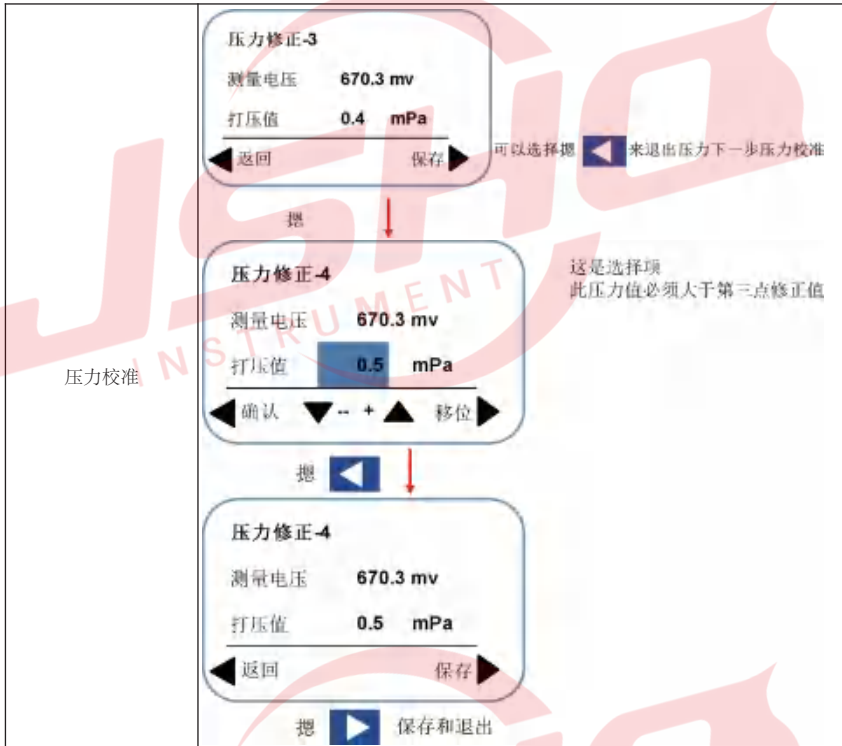 压力修正-3
测量电压 670.3 mv
打压值 0.4 mPa
返回 保存
可以选择摁 来退出压力下一步压力校准
摁
压力修正-4
测量电压 670.3 mv
打压值 0.5 mPa
确认 -- + 移位
这是选择项
此压力值必须大于第三点修正值
压力校准
摁
压力修正-4
测量电压 670.3 mv
打压值 0.5 mPa
返回 保存
摁 保存和退出
JSHO
INSTRUMENT